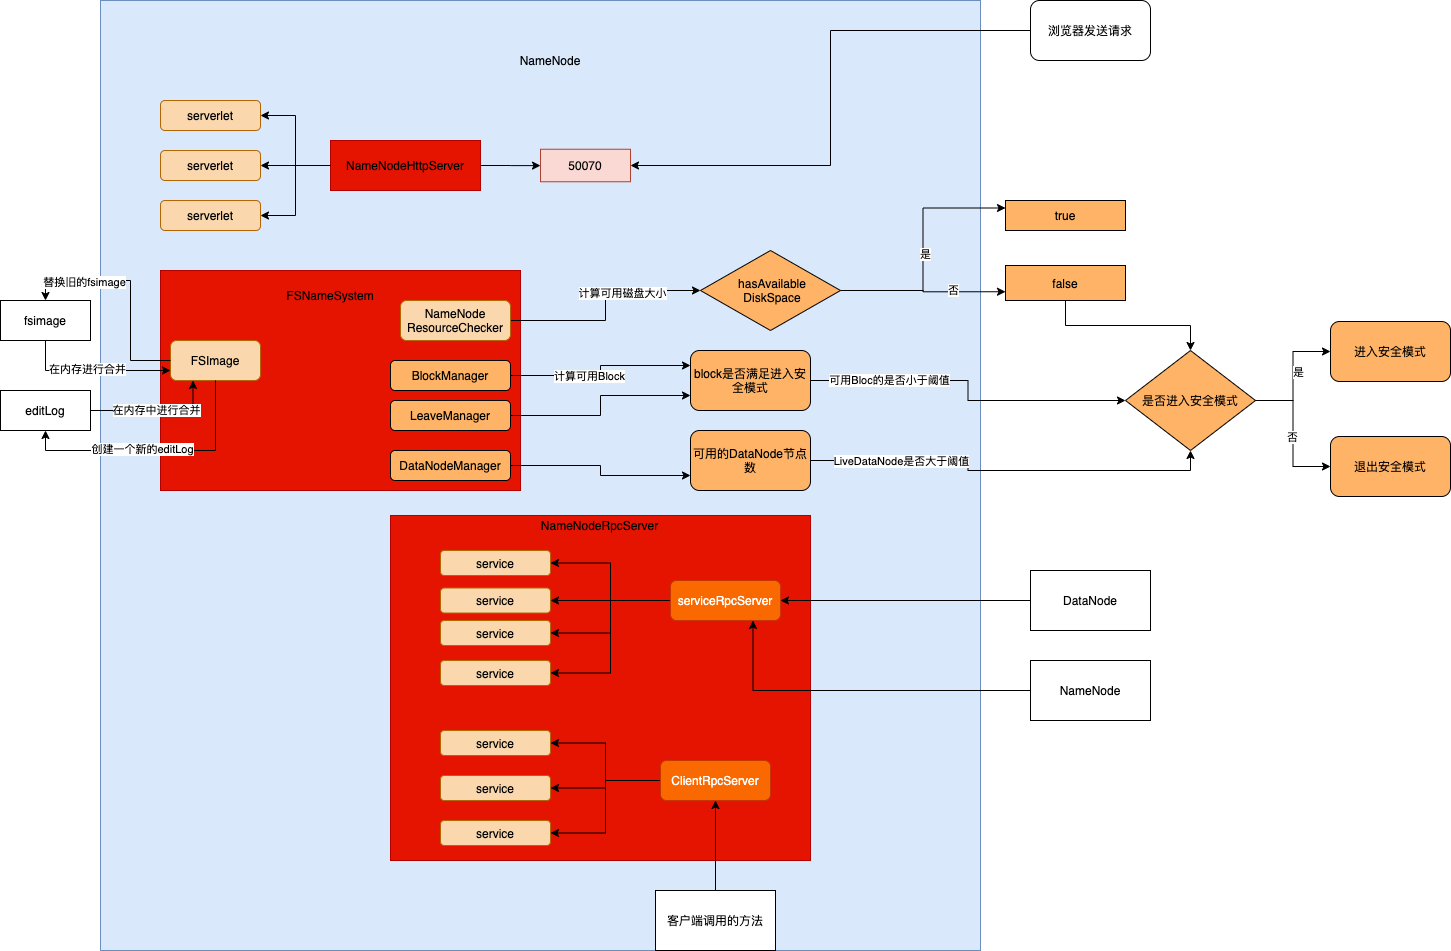 浏览器发送请求
NameNode
serverlet
serverlet
serverlet
NameNodeHttpServer
50070
true
是
否
false
替换旧的fsimage
fsimage
在内存进行合并
editLog
在内存中进行合并
创建一个新的editLog
FSNameSystem
FSImage
NameNode
ResourceChecker
BlockManager
LeaveManager
DataNodeManager
计算可用磁盘大小
hasAvailable
DiskSpace
计算可用Block
block是否满足进入安
全模式
可用的DataNode节点
数
可用Bloc的是否小于阈值
LiveDataNode是否大于阈值
是否进入安全模式
是
否
进入安全模式
退出安全模式
NameNodeRpcServer
service
service
service
service
serviceRpcServer
DataNode
NameNode
service
service
service
ClientRpcServer
客户端调用的方法